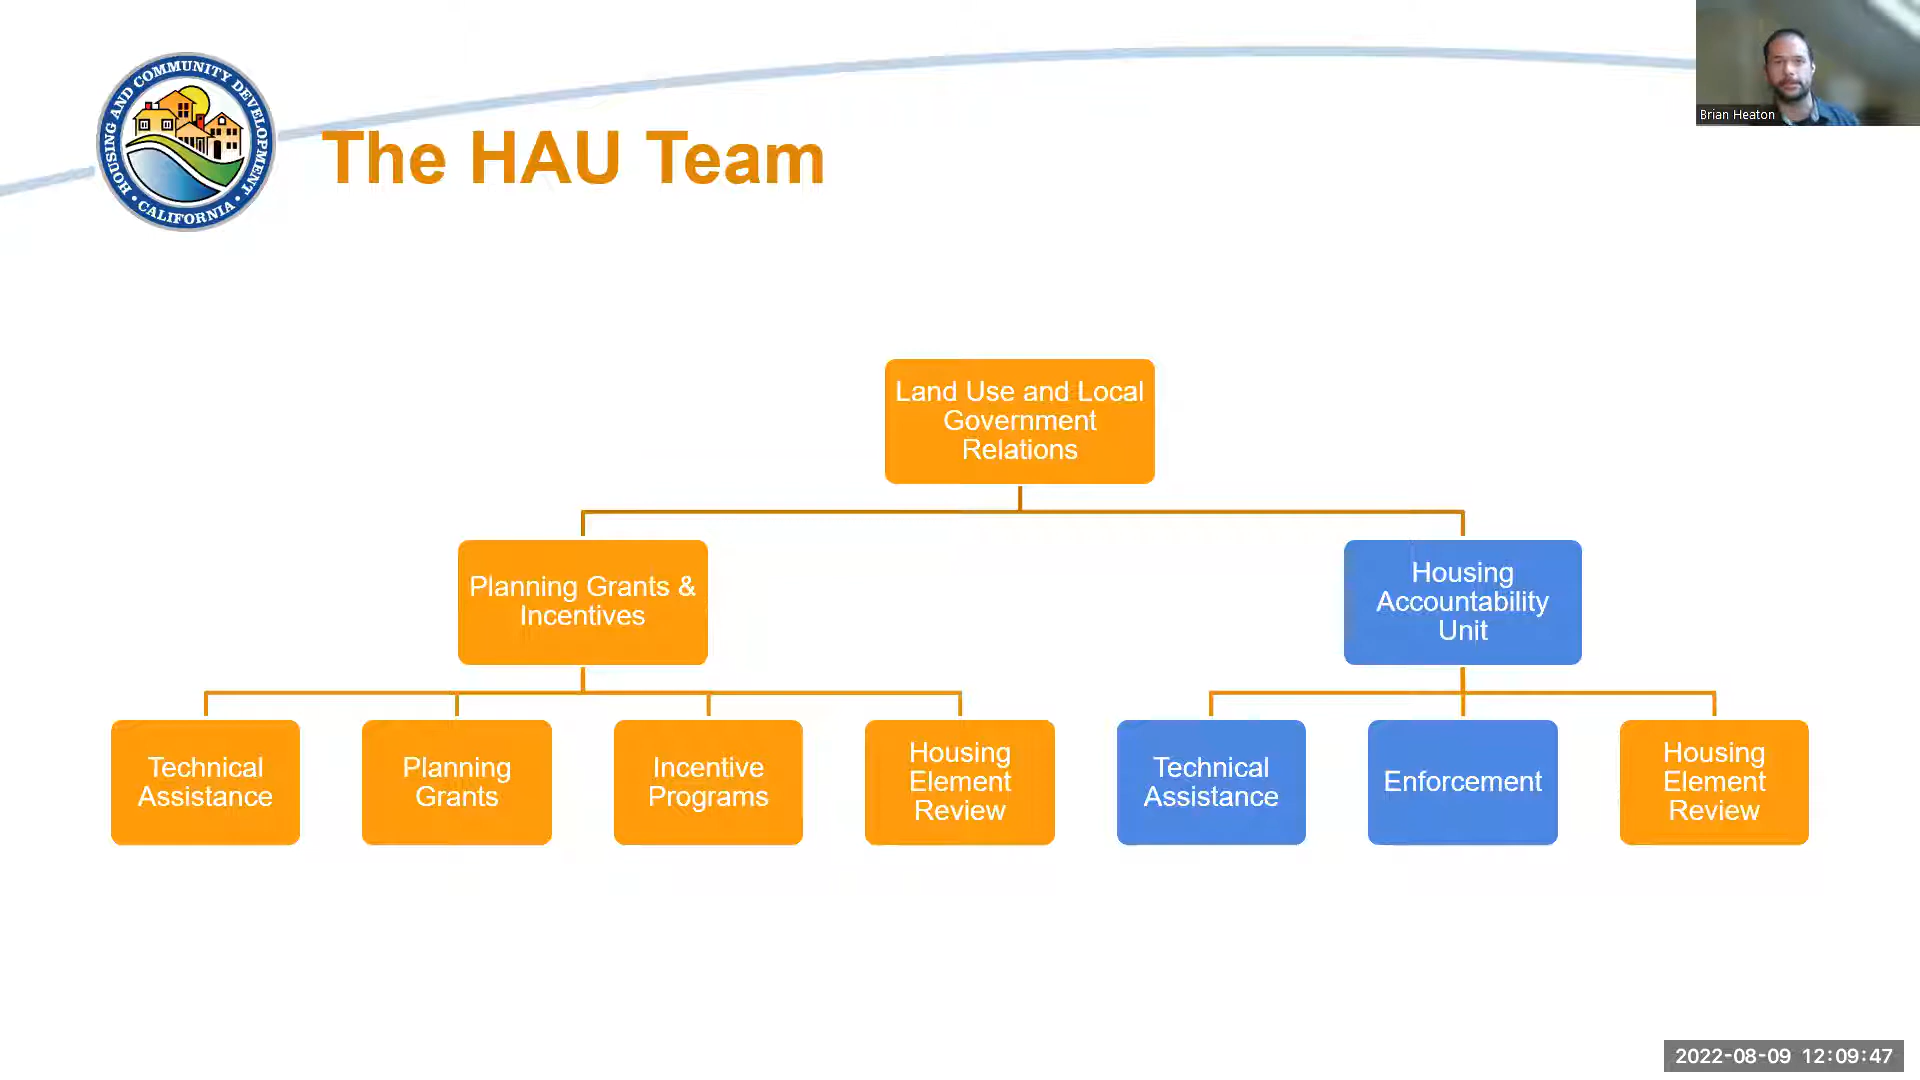 HOUSING AND COMMUNITY DEVELOPMENT
• CALIFORNIA •
The HAU Team
Brian Heaton
Land Use and Local
Government
Relations
Planning Grants &
Incentives
Housing
Accountability
Unit
Technical
Assistance
Planning
Grants
Incentive
Programs
Housing
Element
Review
Technical
Assistance
Enforcement
Housing
Element
Review
2022-08-09 12:09:47